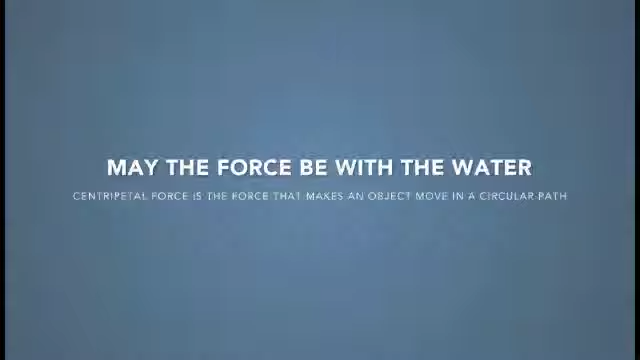 MAY THE FORCE BE WITH THE WATER
CENTRIPETAL FORCE IS THE FORCE THAT MAKES AN OBJECT MOVE IN A CIRCULAR PATH